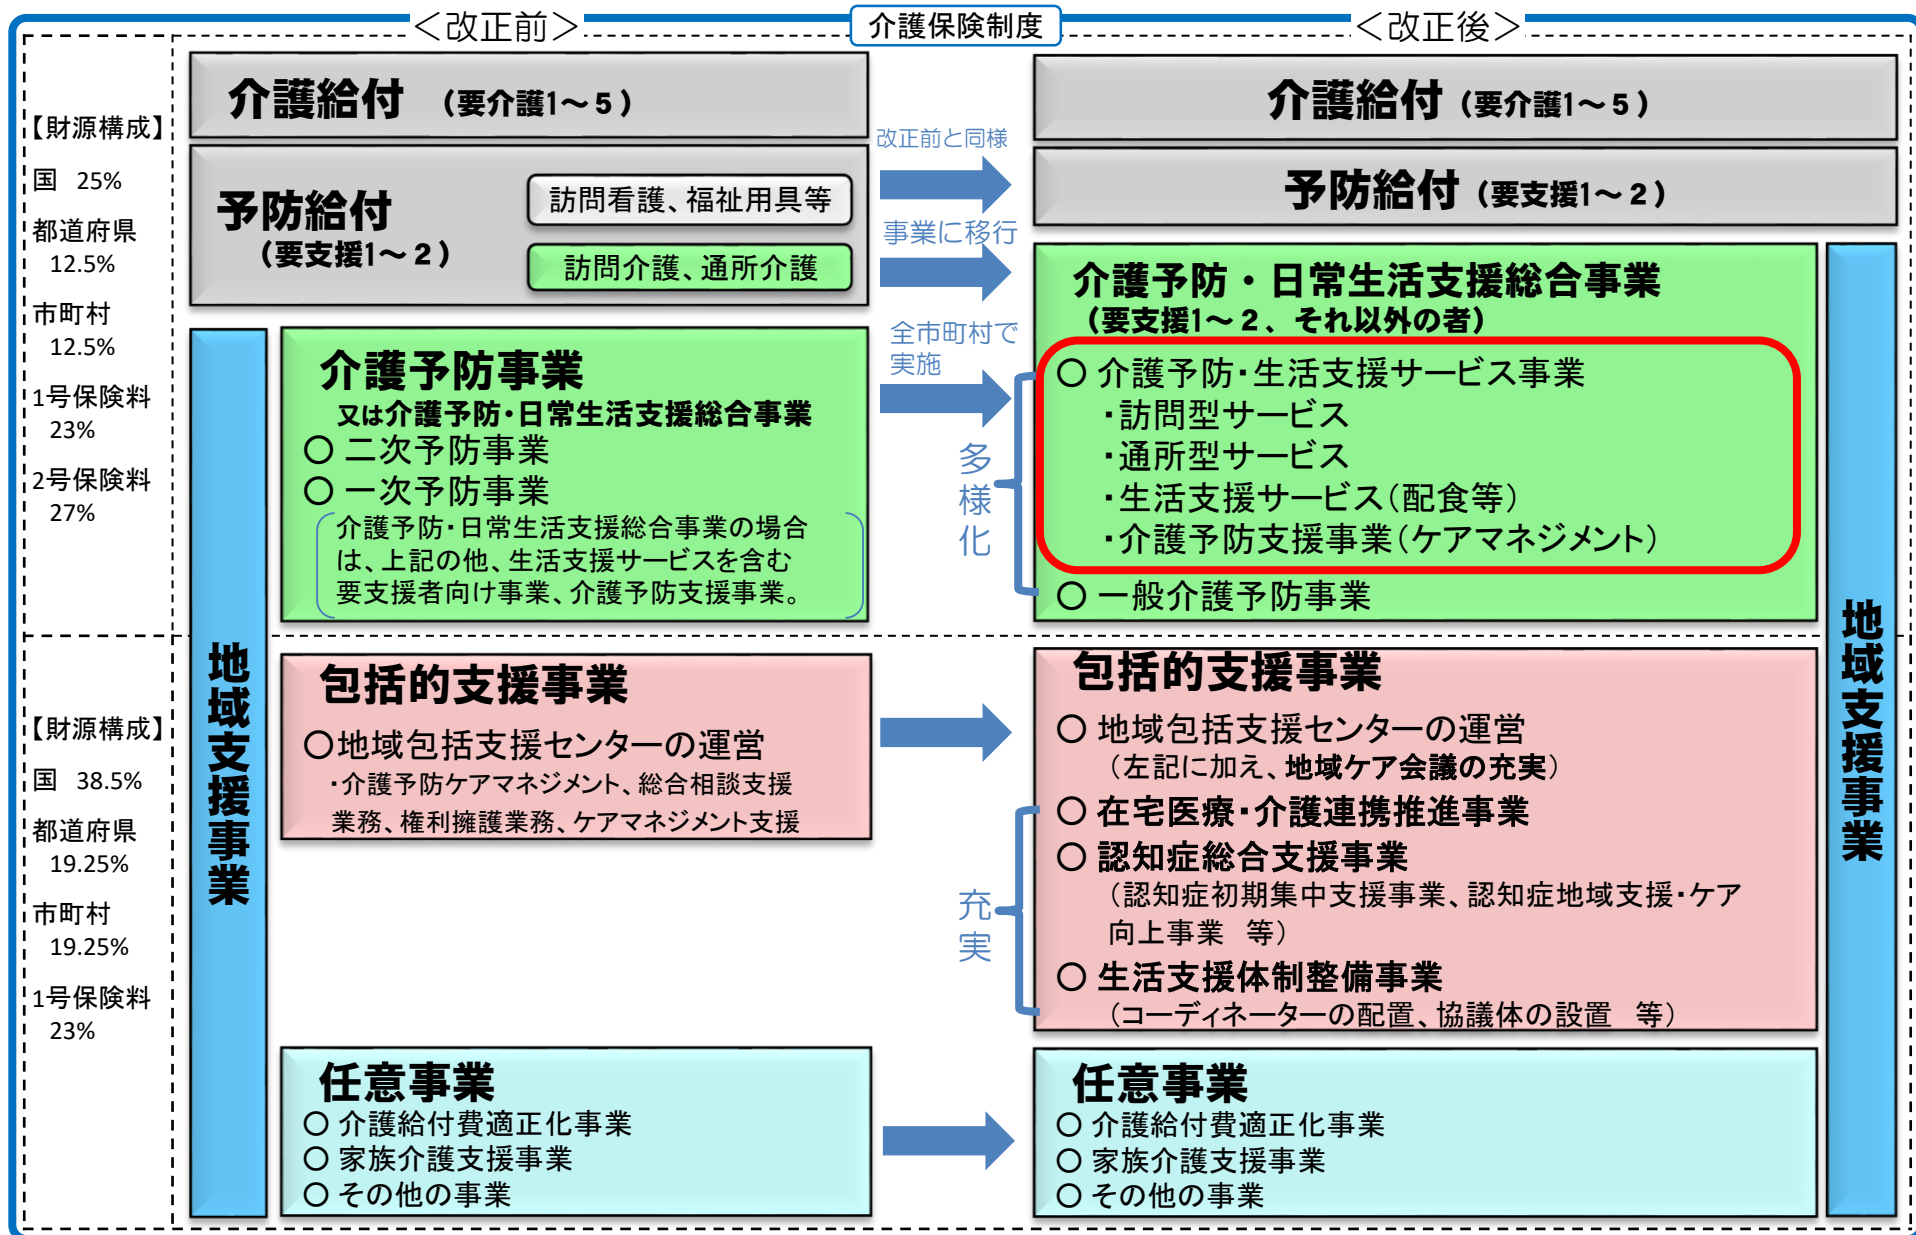 介護保険制度
＜改正前＞
＜改正後＞
【財源構成】
国 25%
都道府県
12.5%
市町村
12.5%
1号保険料
23%
2号保険料
27%
【財源構成】
国 38.5%
都道府県
19.25%
市町村
19.25%
1号保険料
23%
介護給付 （要介護1～5）
予防給付
（要支援1～2）
訪問看護、福祉用具等
訪問介護、通所介護
地域支援事業
介護予防事業
又は介護予防・日常生活支援総合事業
○ 二次予防事業
○ 一次予防事業
介護予防・日常生活支援総合事業の場合
は、上記の他、生活支援サービスを含む
要支援者向け事業、介護予防支援事業。
包括的支援事業
○地域包括支援センターの運営
・介護予防ケアマネジメント、総合相談支援
業務、権利擁護業務、ケアマネジメント支援
任意事業
○ 介護給付費適正化事業
○ 家族介護支援事業
○ その他の事業
改正前と同様
事業に移行
全市町村で
実施
多様化
充実
介護給付（要介護1～5）
予防給付（要支援1～2）
介護予防・日常生活支援総合事業
（要支援1～2、それ以外の者）
○ 介護予防・生活支援サービス事業
・訪問型サービス
・通所型サービス
・生活支援サービス（配食等）
・介護予防支援事業（ケアマネジメント）
○ 一般介護予防事業
包括的支援事業
○ 地域包括支援センターの運営
（左記に加え、地域ケア会議の充実）
○ 在宅医療・介護連携推進事業
○ 認知症総合支援事業
（認知症初期集中支援事業、認知症地域支援・ケア
向上事業 等）
○ 生活支援体制整備事業
（コーディネーターの配置、協議体の設置 等）
任意事業
○ 介護給付費適正化事業
○ 家族介護支援事業
○ その他の事業
地域支援事業